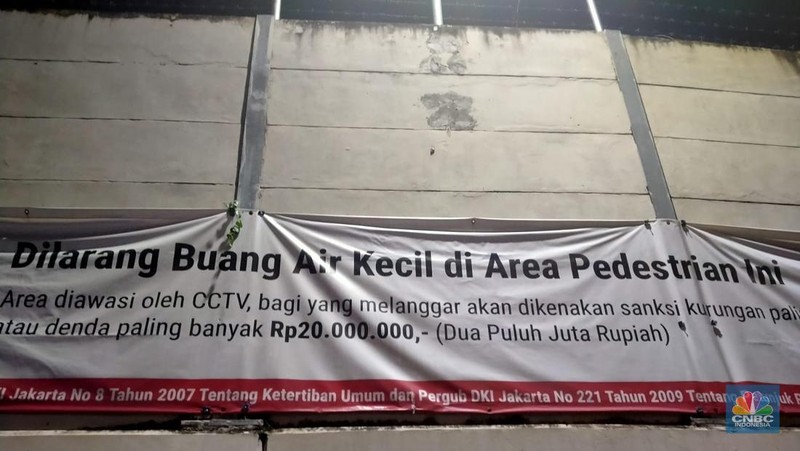 Dilarang Buang Air Kecil di Area Pedestrian Ini
Area diawasi oleh CCTV, bagi yang melanggar akan dikenakan sanksi kurungan
atau denda paling banyak Rp20.000.000,- (Dua Puluh Juta Rupiah)
Jakarta No 8 Tahun 2007 Tentang Ketertiban Umum dan Pergub DKI Jakarta No 221 Tahun 2009
CNBC
INDONESIA